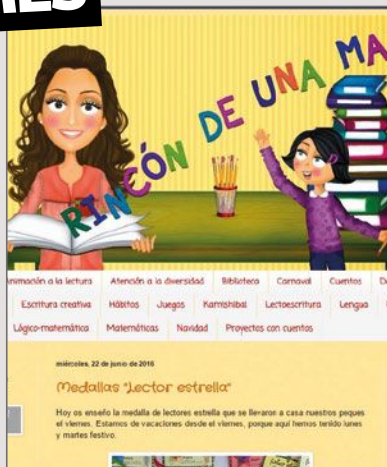 RINCÓN DE UNA
Animación a la lectura Atención a la diversidad Biblioteca Carnaval Cuentos
Escritura creativa Hábitos Juegos Kamishibai Lectoescritura Lengua
Lógico-matemática Matemáticas Navidad Proyectos con cuentos
miércoles, 22 de junio de 2016
Medallas "Lector estrella"
Hoy os enseño la medalla de lectores estrella que se llevaron a casa nuestros peques
el viernes. Estamos de vacaciones desde el viernes, porque aquí hemos tenido lunes
y martes festivo.